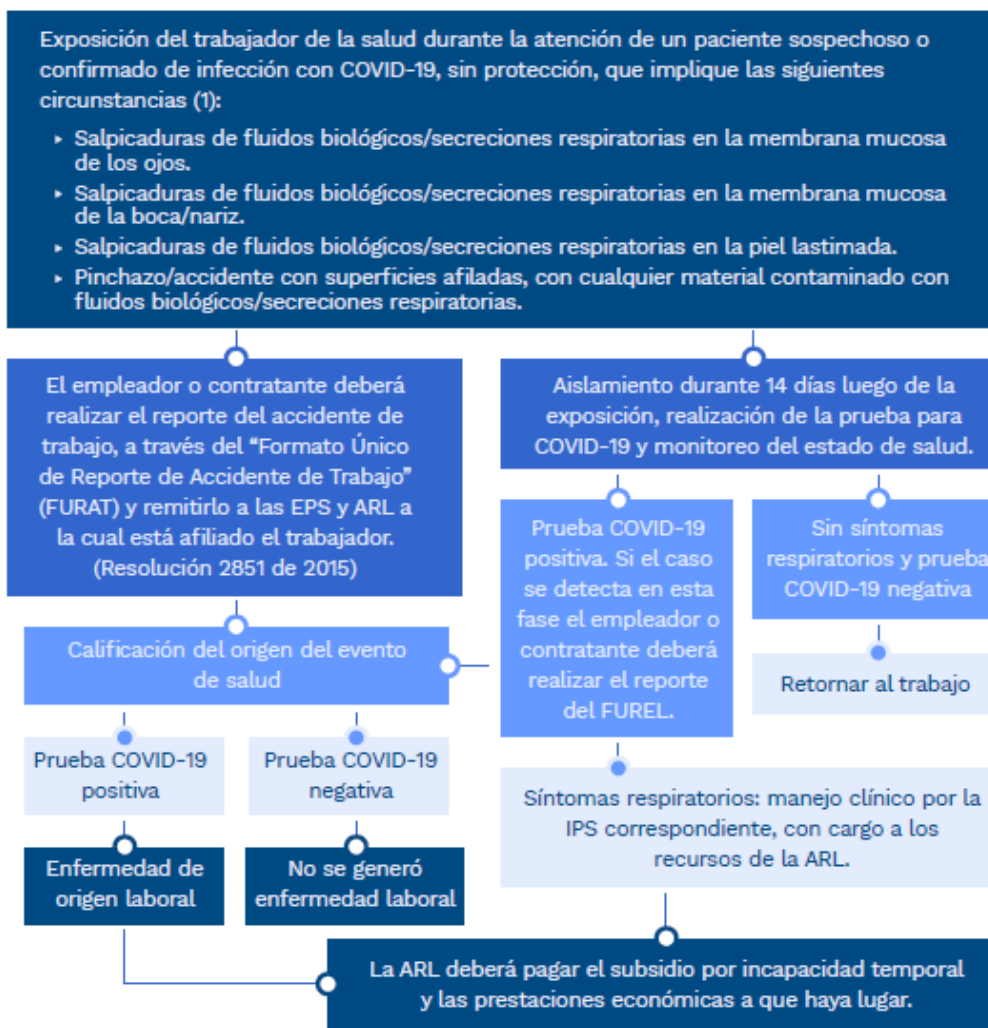 Exposición del trabajador de la salud durante la atención de un paciente sospechoso o
confirmado de infección con COVID-19, sin protección, que implique las siguientes
circunstancias (1):
▸ Salpicaduras de fluidos biológicos/secreciones respiratorias en la membrana mucosa
de los ojos.
▸ Salpicaduras de fluidos biológicos/secreciones respiratorias en la membrana mucosa
de la boca/nariz.
▸ Salpicaduras de fluidos biológicos/secreciones respiratorias en la piel lastimada.
▸ Pinchazo/accidente con superficies afiladas, con cualquier material contaminado con
fluidos biológicos/secreciones respiratorias.
El empleador o contratante deberá
realizar el reporte del accidente de
trabajo, a través del “Formato Único
de Reporte de Accidente de Trabajo”
(FURAT) y remitirlo a las EPS y ARL a
la cual está afiliado el trabajador.
(Resolución 2851 de 2015)
Aislamiento durante 14 días luego de la
exposición, realización de la prueba para
COVID-19 y monitoreo del estado de salud.
Prueba COVID-19
positiva. Si el caso
se detecta en esta
fase el empleador o
contratante deberá
realizar el reporte
del FUREL.
Sin síntomas
respiratorios y prueba
COVID-19 negativa
Retornar al trabajo
Calificación del origen del evento
de salud
Prueba COVID-19
positiva
Prueba COVID-19
negativa
Síntomas respiratorios: manejo clínico por la
IPS correspondiente, con cargo a los
recursos de la ARL.
Enfermedad de
origen laboral
No se generó
enfermedad laboral
La ARL deberá pagar el subsidio por incapacidad temporal
y las prestaciones económicas a que haya lugar.